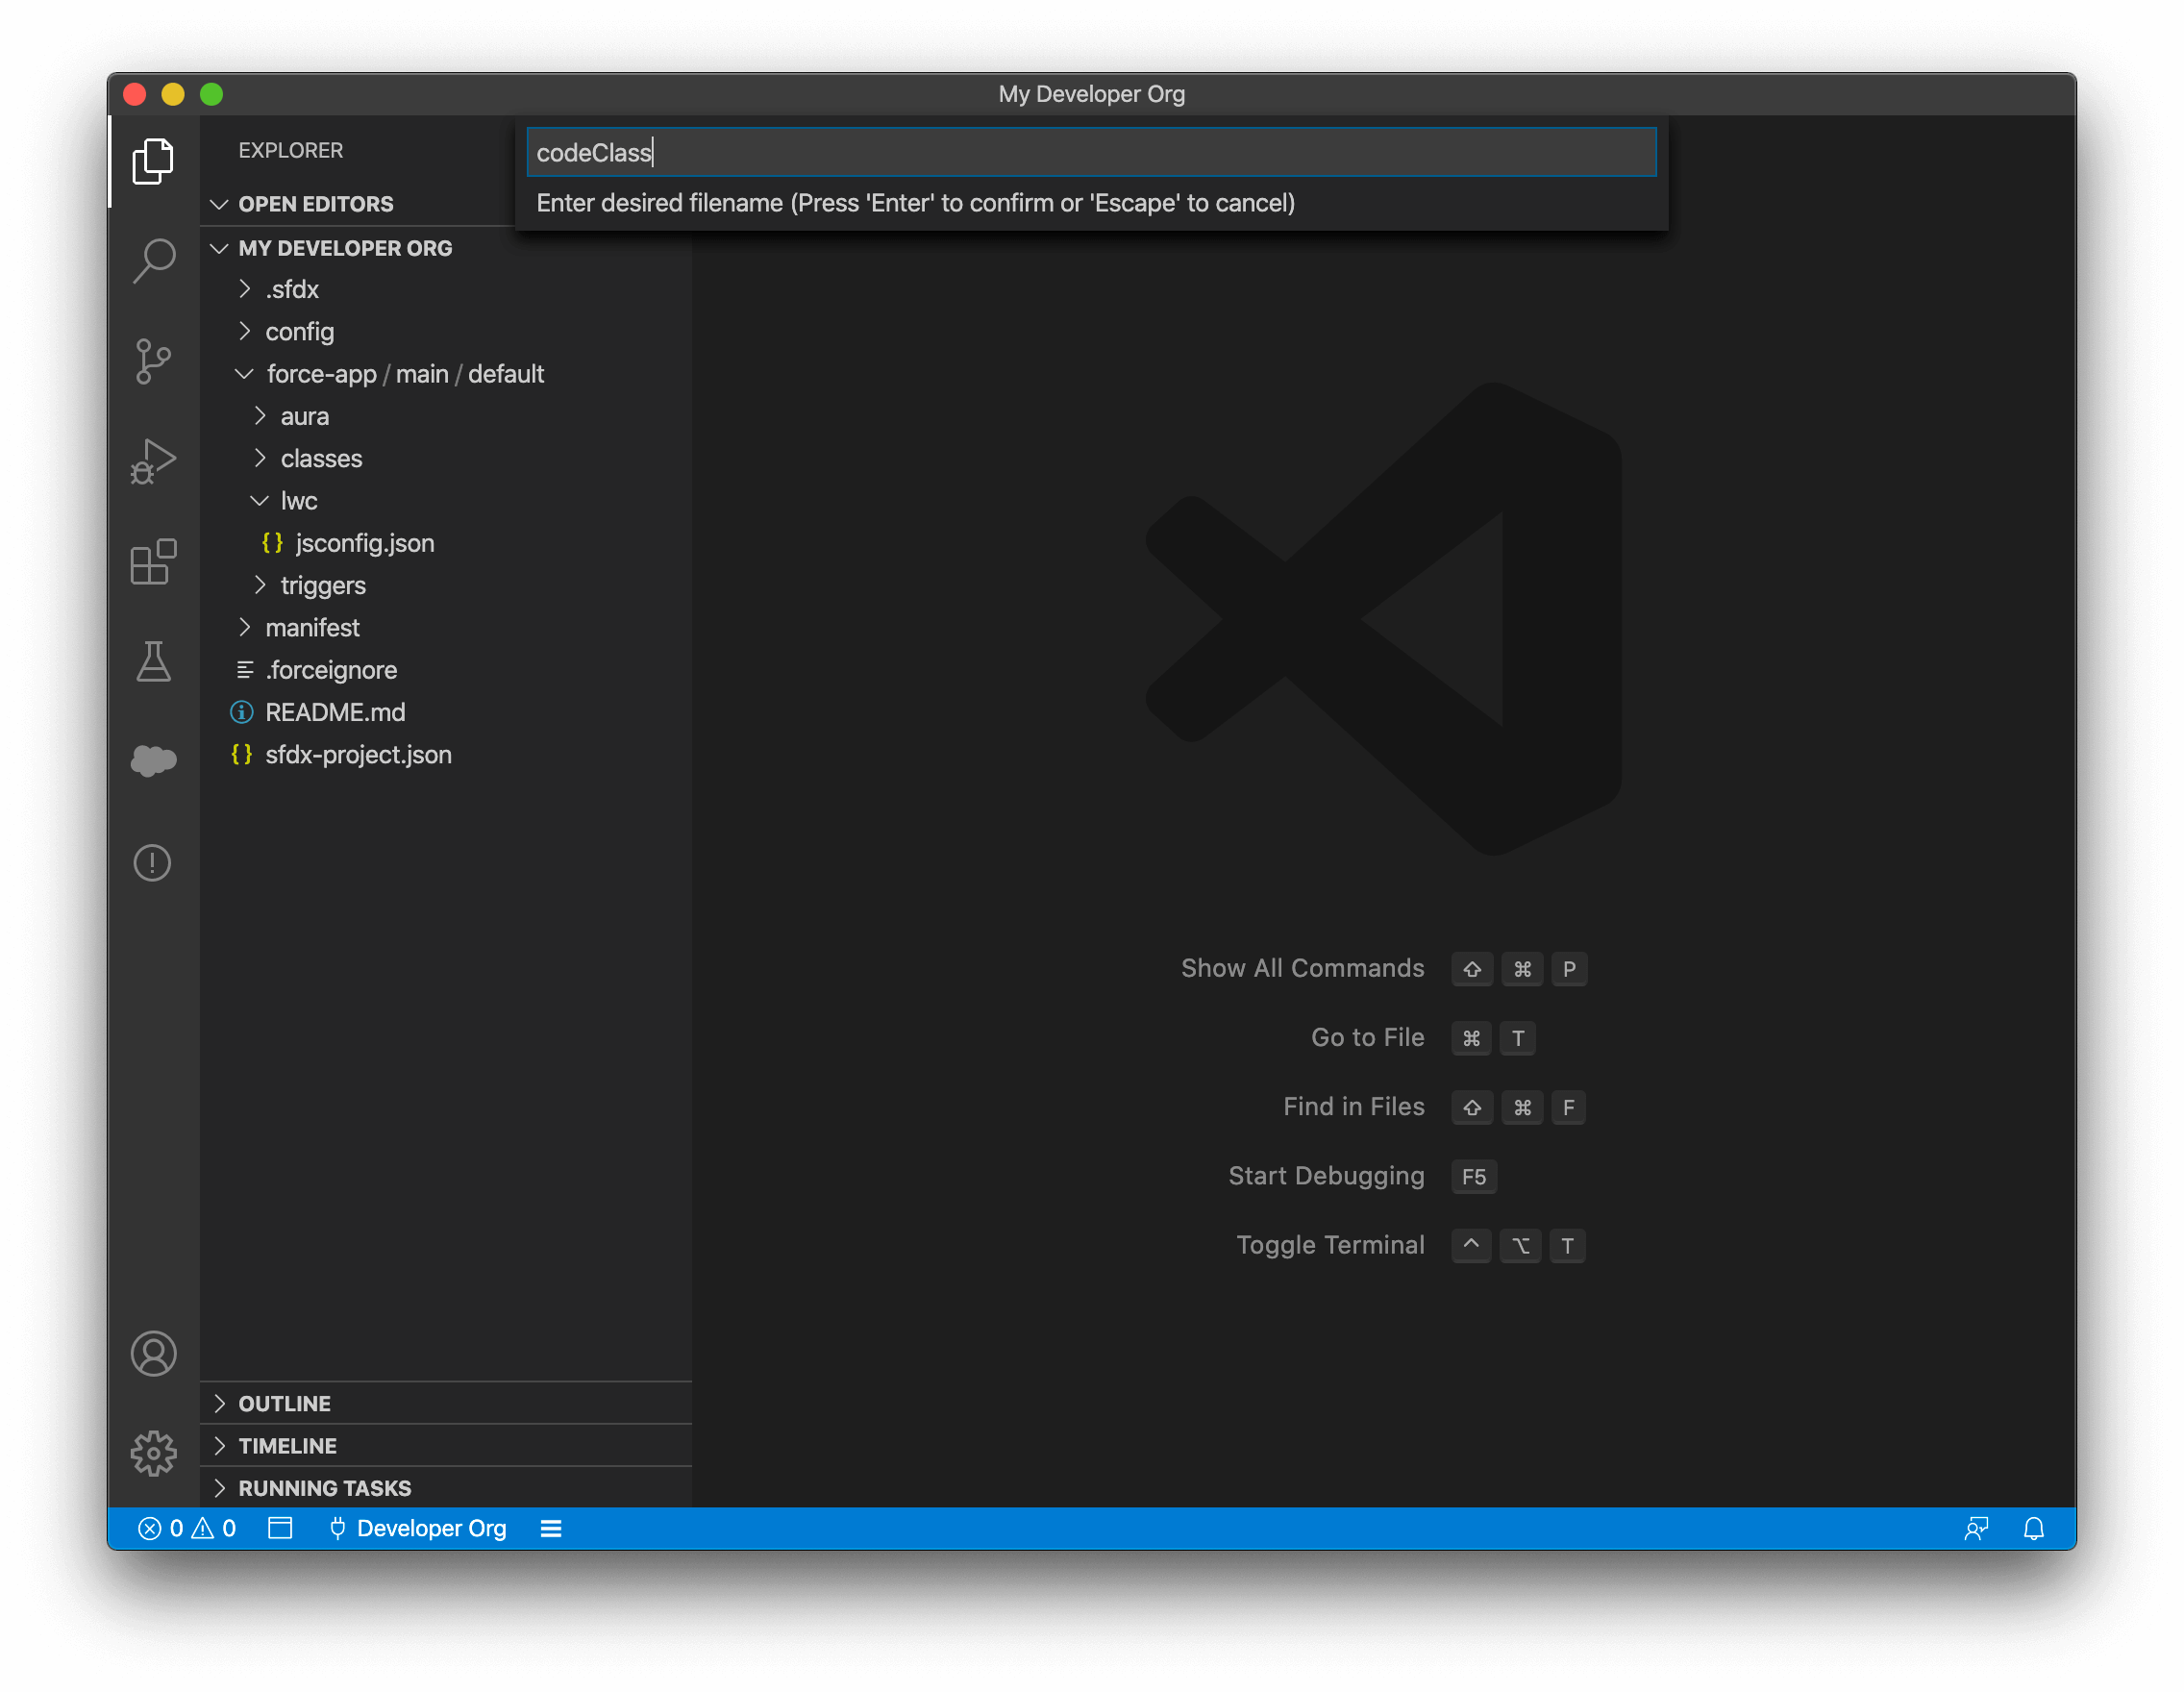 My Developer Org
codeClass
Enter desired filename (Press 'Enter' to confirm or 'Escape' to cancel)
EXPLORER
OPEN EDITORS
MY DEVELOPER ORG
.sfdx
config
force-app / main / default
aura
classes
lwc
{} jsconfig.json
triggers
manifest
.forceignore
README.md
{} sfdx-project.json
Show All Commands ⇧ ⌘ P
Go to File ⌘ T
Find in Files ⇧ ⌘ F
Start Debugging F5
Toggle Terminal ^ ⌥ T
OUTLINE
TIMELINE
RUNNING TASKS
0 0 Developer Org